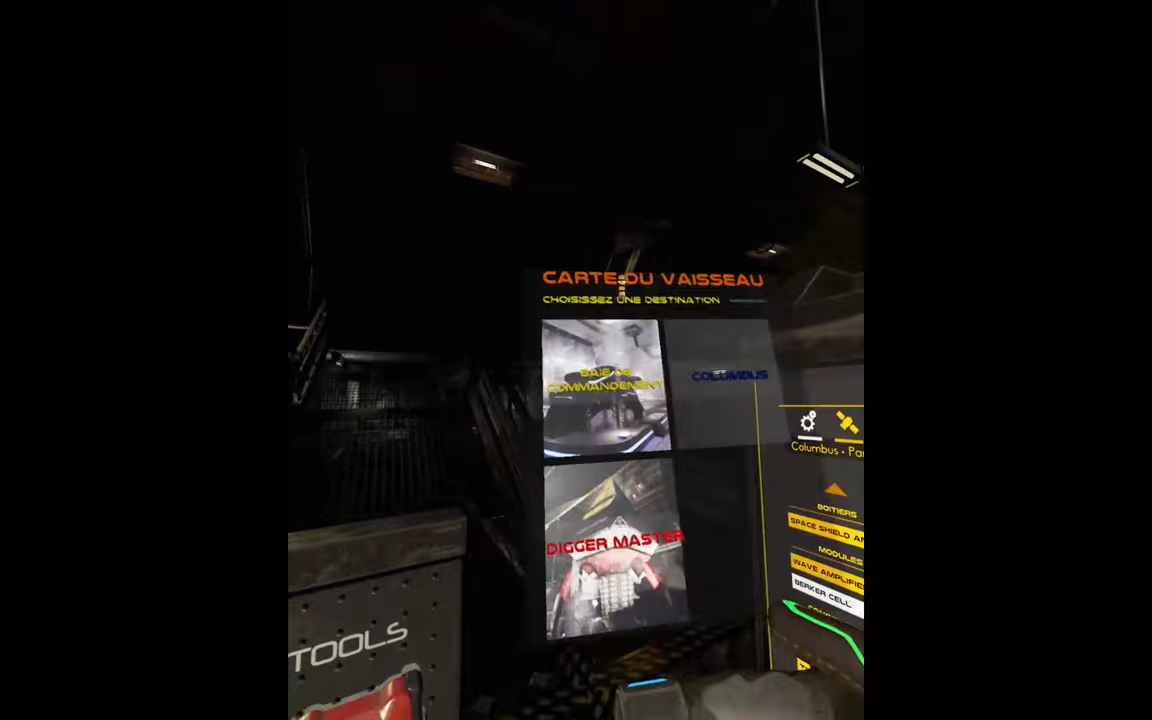 CARTE DU VAISSEAU
CHOISISSEZ UNE DESTINATION
BAIE DE
COMMANDEMENT
COLUMBUS
DIGGER MASTER
Columbus • Pa
BOITIERS
SPACE SHIELD AN
MODULES
WAVE AMPLIFIE
BERKER CELL
TOOLS